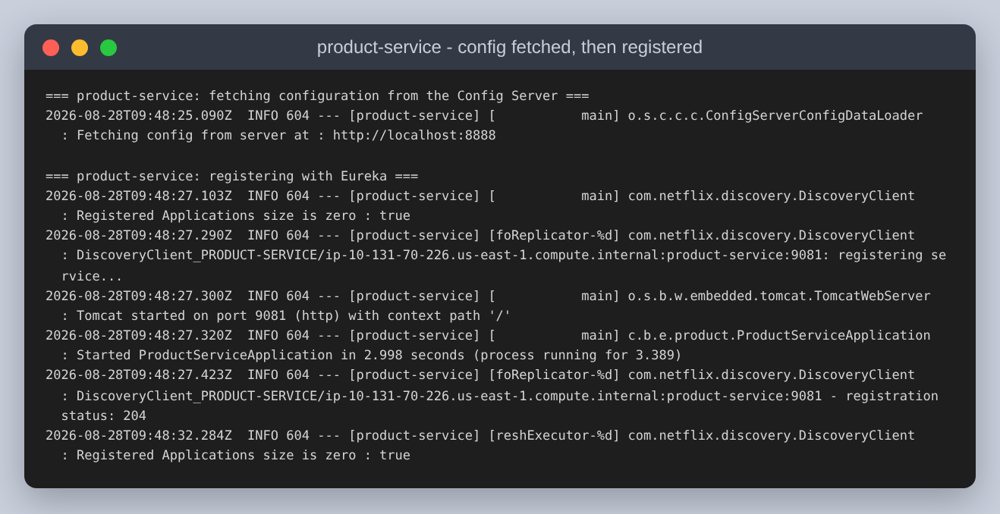 product-service - config fetched, then registered
=== product-service: fetching configuration from the Config Server ===
2026-08-28T09:48:25.090Z  INFO 604 --- [product-service] [           main] o.s.c.c.c.ConfigServerConfigDataLoader
  : Fetching config from server at : http://localhost:8888

=== product-service: registering with Eureka ===
2026-08-28T09:48:27.103Z  INFO 604 --- [product-service] [           main] com.netflix.discovery.DiscoveryClient
  : Registered Applications size is zero : true
2026-08-28T09:48:27.290Z  INFO 604 --- [product-service] [foReplicator-%d] com.netflix.discovery.DiscoveryClient
  : DiscoveryClient_PRODUCT-SERVICE/ip-10-131-70-226.us-east-1.compute.internal:product-service:9081: registering se
  rvice...
2026-08-28T09:48:27.300Z  INFO 604 --- [product-service] [           main] o.s.b.w.embedded.tomcat.TomcatWebServer
  : Tomcat started on port 9081 (http) with context path '/'
2026-08-28T09:48:27.320Z  INFO 604 --- [product-service] [           main] c.b.e.product.ProductServiceApplication
  : Started ProductServiceApplication in 2.998 seconds (process running for 3.389)
2026-08-28T09:48:27.423Z  INFO 604 --- [product-service] [foReplicator-%d] com.netflix.discovery.DiscoveryClient
  : DiscoveryClient_PRODUCT-SERVICE/ip-10-131-70-226.us-east-1.compute.internal:product-service:9081 - registration
  status: 204
2026-08-28T09:48:32.284Z  INFO 604 --- [product-service] [reshExecutor-%d] com.netflix.discovery.DiscoveryClient
  : Registered Applications size is zero : true